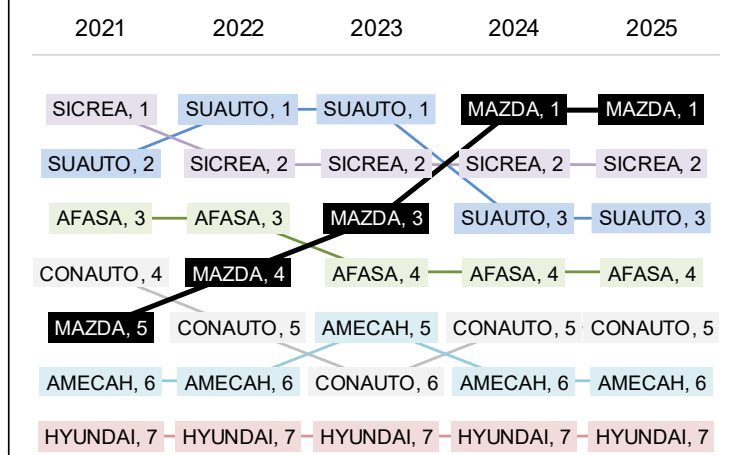 2021 2022 2023 2024 2025
SICREA, 1 SUAUTO, 1 SUAUTO, 1 MAZDA, 1 MAZDA, 1
SUAUTO, 2 SICREA, 2 SICREA, 2 SICREA, 2 SICREA, 2
AFASA, 3 AFASA, 3 MAZDA, 3 SUAUTO, 3 SUAUTO, 3
CONAUTO, 4 MAZDA, 4 AFASA, 4 AFASA, 4 AFASA, 4
MAZDA, 5 CONAUTO, 5 AMECAH, 5 CONAUTO, 5 CONAUTO, 5
AMECAH, 6 AMECAH, 6 CONAUTO, 6 AMECAH, 6 AMECAH, 6
HYUNDAI, 7 HYUNDAI, 7 HYUNDAI, 7 HYUNDAI, 7 HYUNDAI, 7